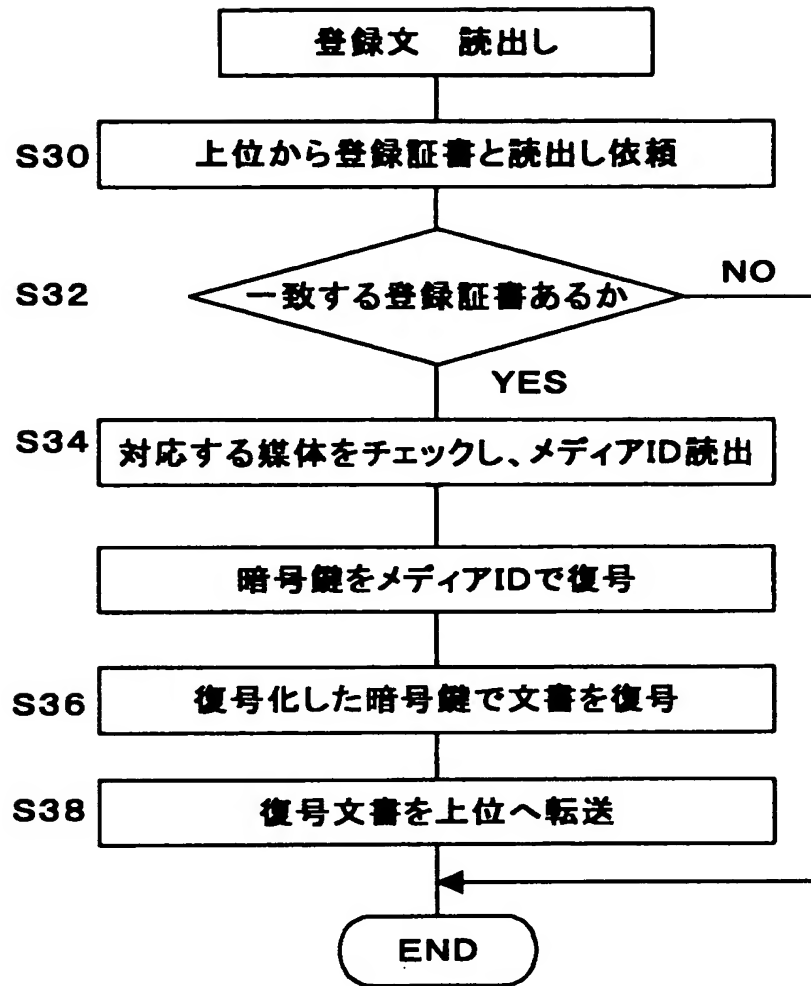 登録文 読出し
S30 上位から登録証書と読出し依頼
S32 一致する登録証書あるか NO
YES
S34 対応する媒体をチェックし、メディアID読出
暗号鍵をメディアIDで復号
S36 復号化した暗号鍵で文書を復号
S38 復号文書を上位へ転送
END